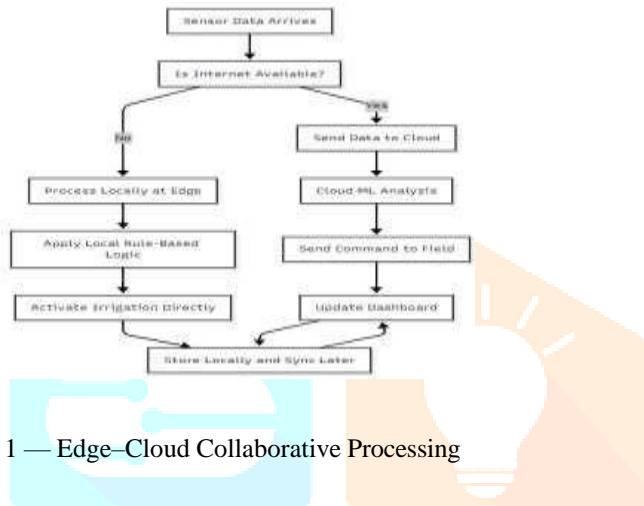 Sensor Data Arrives
Is Internet Available?
No
Yes
Send Data to Cloud
Process Locally at Edge
Cloud ML Analysis
Apply Local Rule-Based
Logic
Send Command to Field
Activate Irrigation Directly
Update Dashboard
Store Locally and Sync Later
1 — Edge–Cloud Collaborative Processing